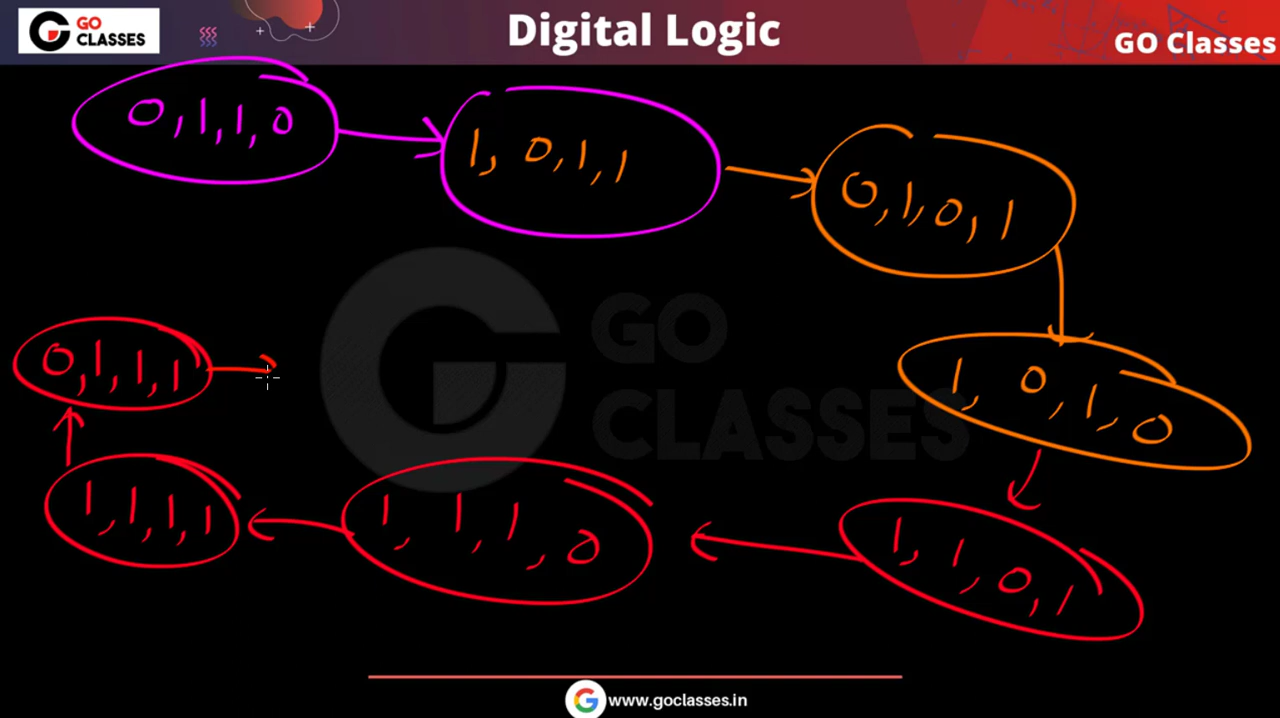 GO
CLASSES
Digital Logic
GO Classes
0,1,1,0
1,0,1,1
0,1,0,1
GO
CLASSES
0,1,1,1
1,0,1,0
1,1,1,1
1,1,1,0
1,1,0,1
www.goclasses.in